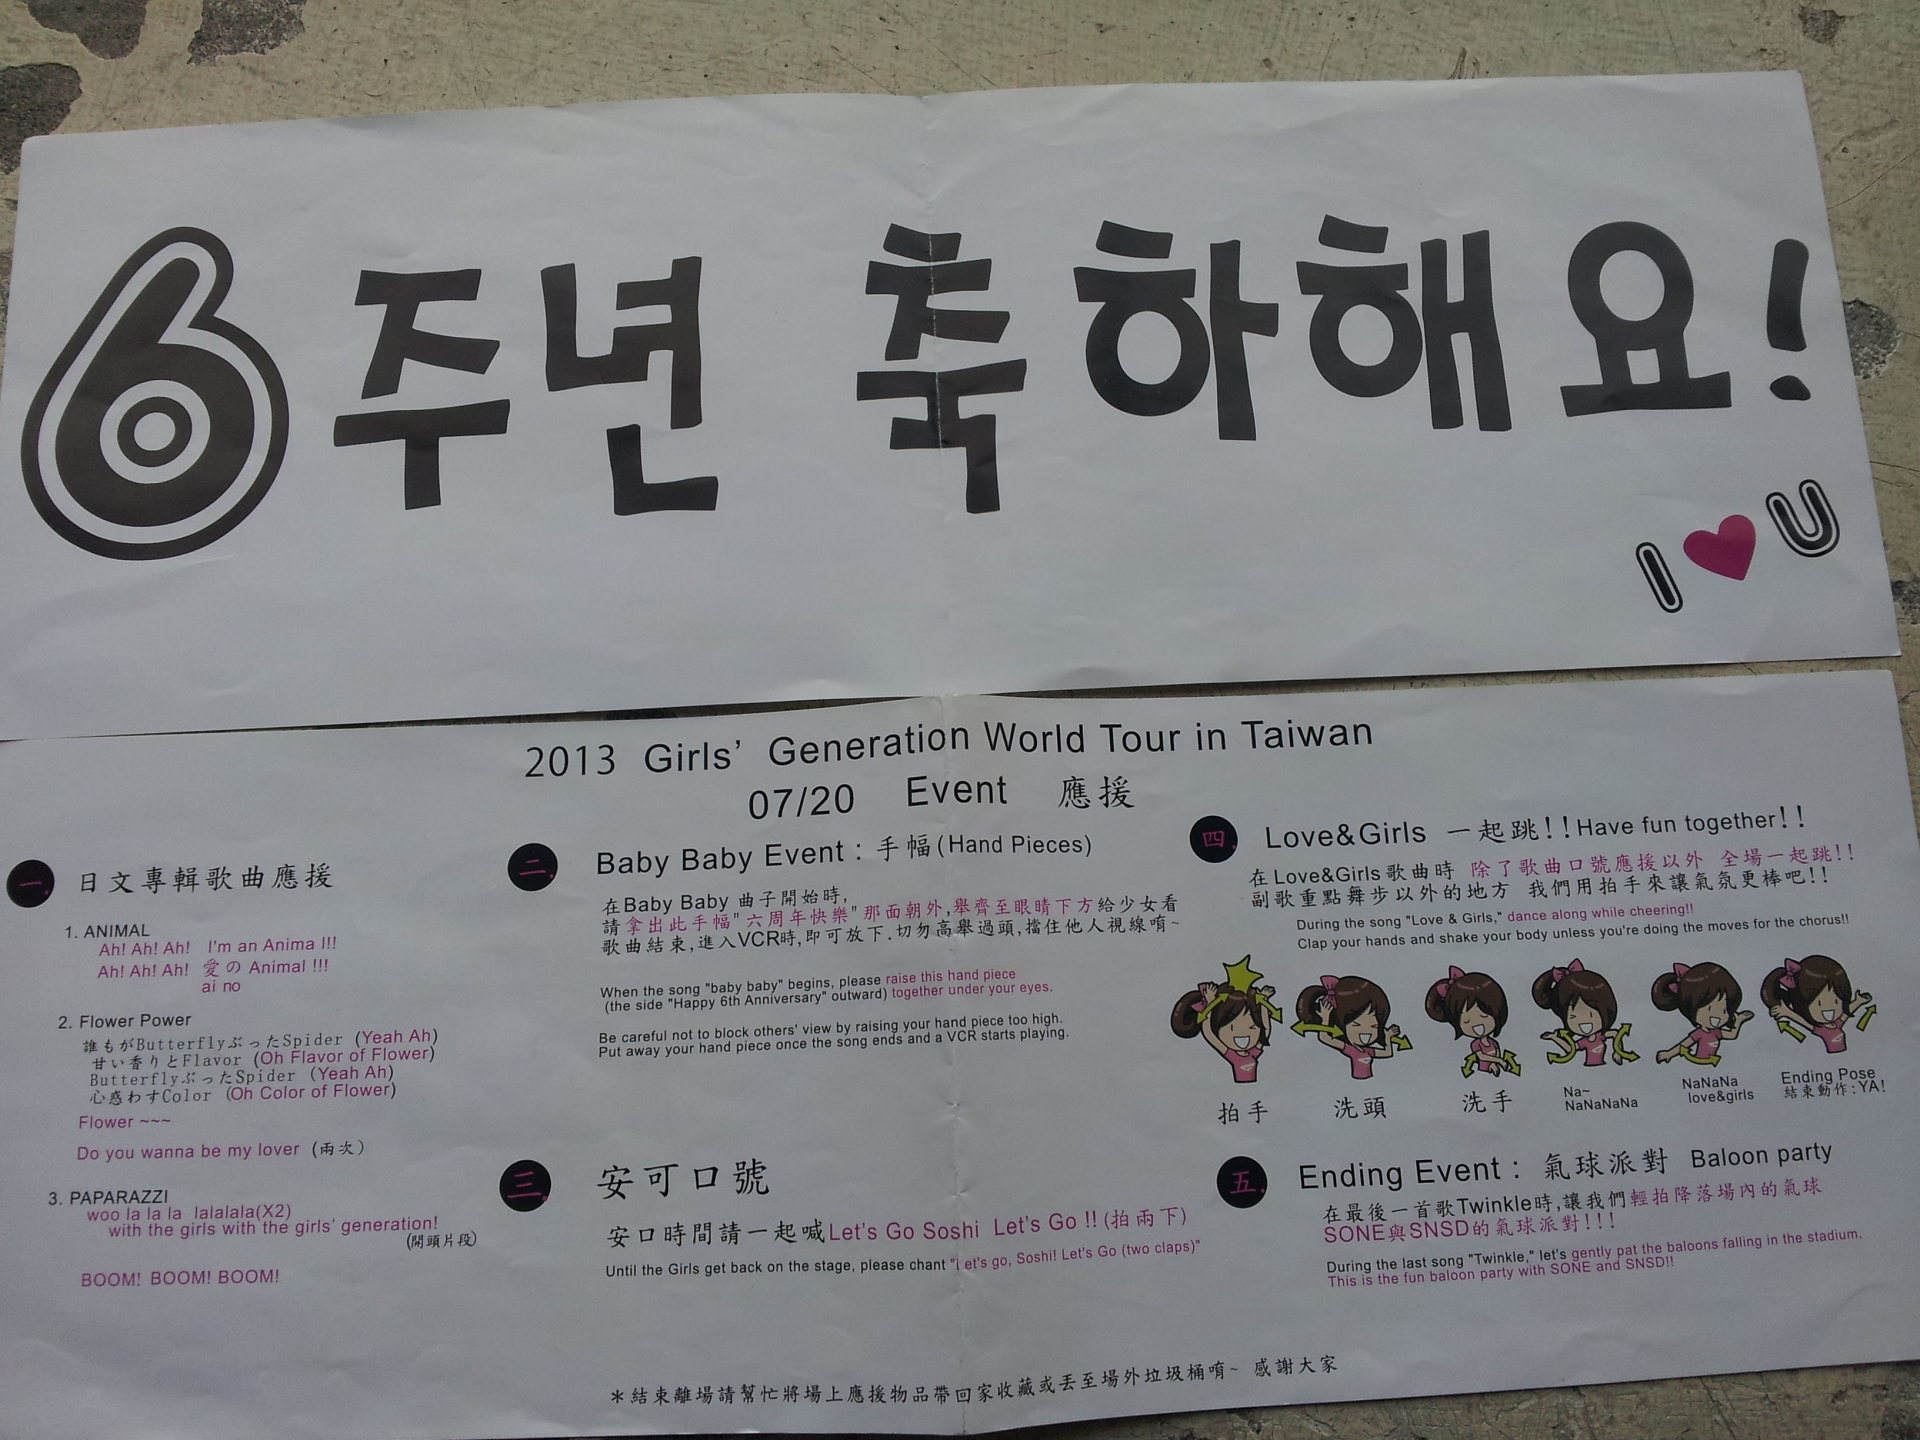 6주년 축하해요!
I ♥ U
2013 Girls' Generation World Tour in Taiwan
07/20 Event 應援
一. 日文專輯歌曲應援
1. ANIMAL
Ah! Ah! Ah! I'm an Anima l!!!
Ah! Ah! Ah! 愛の Animal !!!
ai no
2. Flower Power
誰もがButterflyぶったSpider (Yeah Ah)
甘い香りとFlavor (Oh Flavor of Flower)
ButterflyぶったSpider (Yeah Ah)
心惑わすColor (Oh Color of Flower)
Flower ~~~
Do you wanna be my lover (兩次)
3. PAPARAZZI
woo la la la lalalala(X2)
with the girls with the girls' generation!
(開頭片段)
BOOM! BOOM! BOOM!
二. Baby Baby Event : 手幅(Hand Pieces)
在Baby Baby 曲子開始時,
請拿出此手幅"六周年快樂"那面朝外,舉齊至眼睛下方給少女看
歌曲結束,進入VCR時,即可放下.切勿高舉過頭,擋住他人視線唷~
When the song "baby baby" begins, please raise this hand piece
(the side "Happy 6th Anniversary" outward) together under your eyes.
Be careful not to block others' view by raising your hand piece too high.
Put away your hand piece once the song ends and a VCR starts playing.
三. 安可口號
安口時間請一起喊Let's Go Soshi Let's Go !! (拍兩下)
Until the Girls get back on the stage, please chant "Let's go, Soshi! Let's Go (two claps)"
四. Love&Girls 一起跳!!Have fun together!!
在Love&Girls歌曲時 除了歌曲口號應援以外 全場一起跳!!
副歌重點舞步以外的地方 我們用拍手來讓氣氛更棒吧!!
During the song "Love & Girls," dance along while cheering!!
Clap your hands and shake your body unless you're doing the moves for the chorus!!
拍手
洗頭
洗手
Na~
NaNaNaNa
NaNaNa
love&girls
Ending Pose
結束動作:YA!
五. Ending Event : 氣球派對 Baloon party
在最後一首歌Twinkle時,讓我們輕拍降落場內的氣球
SONE與SNSD的氣球派對!!!
During the last song "Twinkle," let's gently pat the baloons falling in the stadium.
This is the fun baloon party with SONE and SNSD!!
*結束離場請幫忙將場上應援物品帶回家收藏或丟至場外垃圾桶唷~ 感謝大家